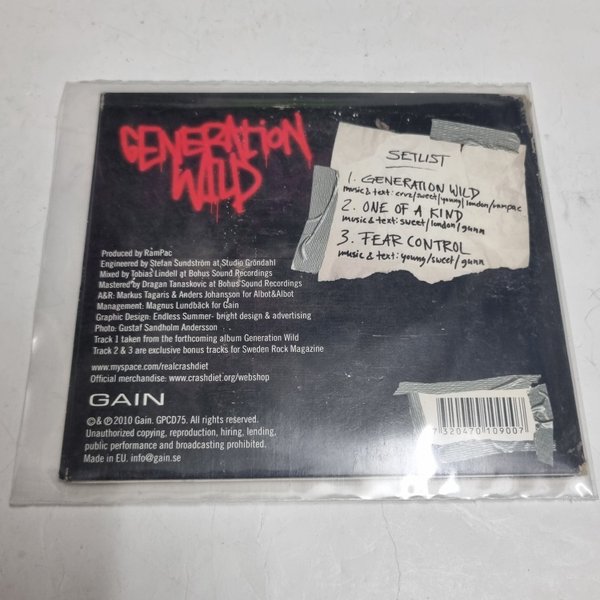 GENERATION
WILD
SETLIST
1. GENERATION WILD
music & text: cruz/sweet/young/london/rampac
2. ONE OF A KIND
music & text: sweet/london/gann
3. FEAR CONTROL
music & text: young/sweet/gann
Produced by RamPac
Engineered by Stefan Sundström at Studio Gröndahl
Mixed by Tobias Lindell at Bohus Sound Recordings
Mastered by Dragan Tanaskovic at Bohus Sound Recordings
A&R: Markus Tagaris & Anders Johansson for Albot&Albot
Management: Magnus Lundbäck for Gain
Graphic Design: Endless Summer- bright design & advertising
Photo: Gustaf Sandholm Andersson
Track 1 taken from the forthcoming album Generation Wild
Track 2 & 3 are exclusive bonus tracks for Sweden Rock Magazine
www.myspace.com/realcrashdiet
Official merchandise: www.crashdiet.org/webshop
GAIN
©&℗2010 Gain. GPCD75. All rights reserved.
Unauthorized copying, reproduction, hiring, lending,
public performance and broadcasting prohibited.
Made in EU. info@gain.se
7 320470 109007